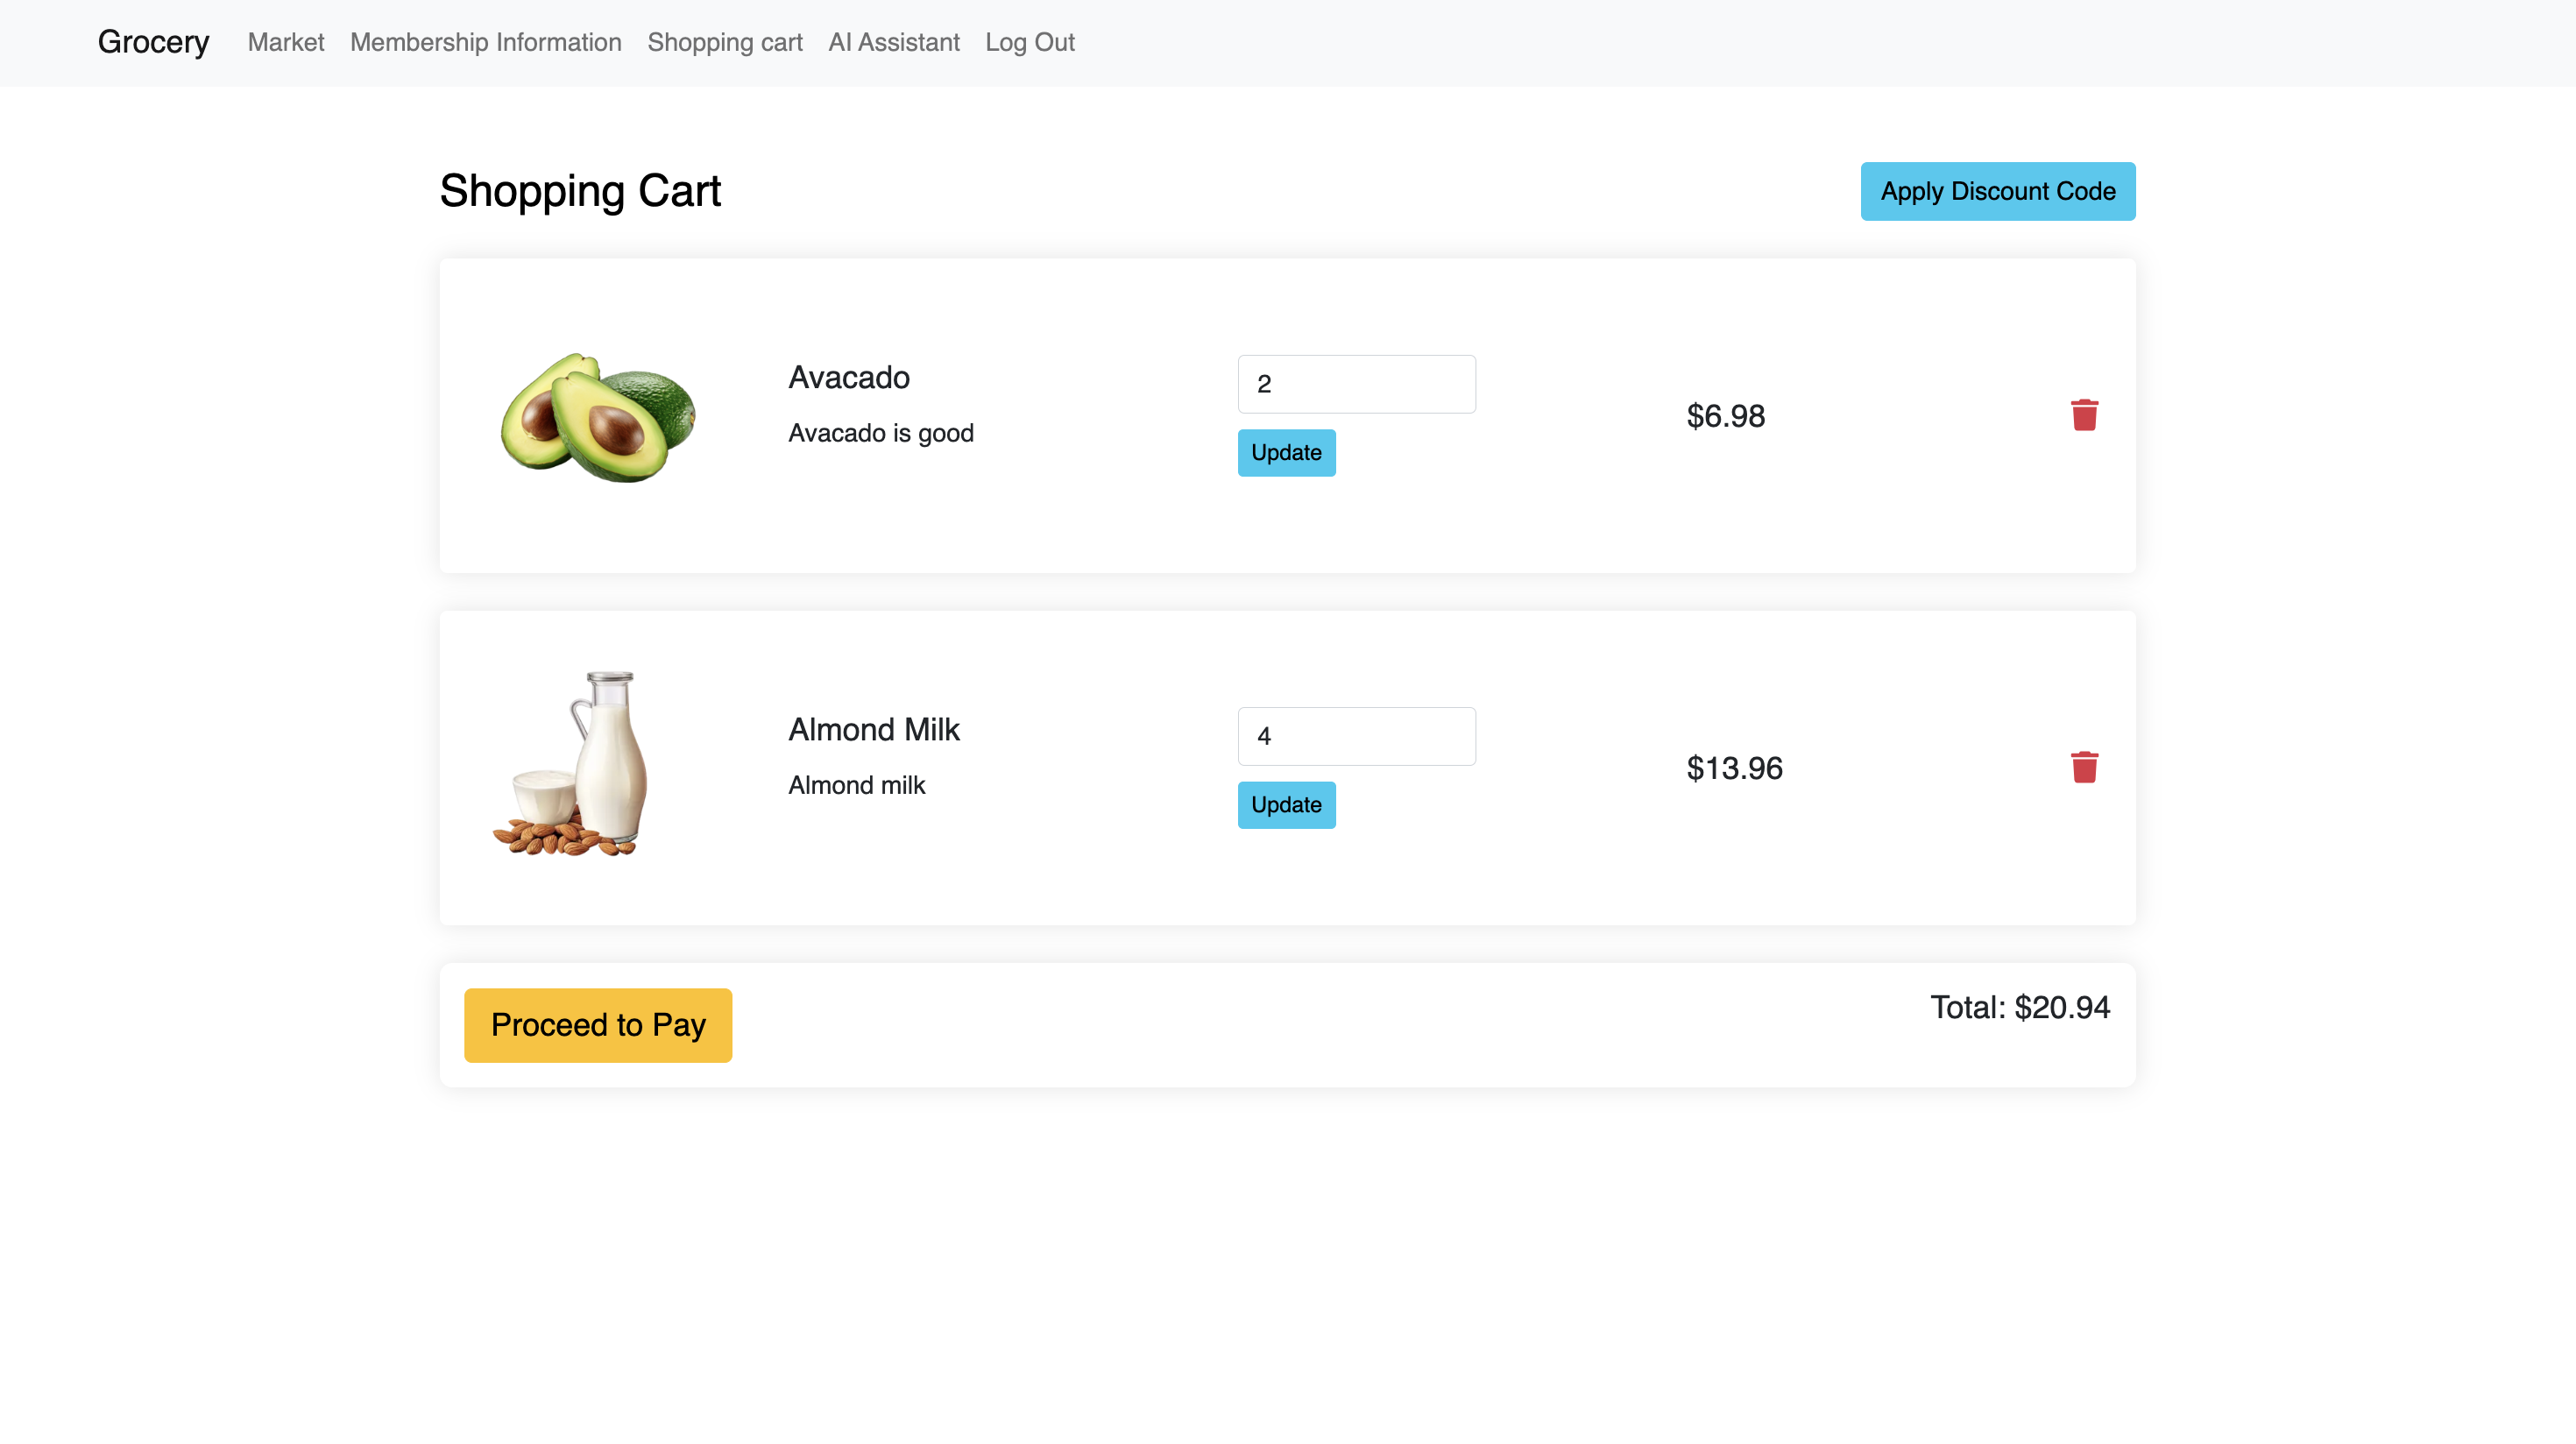 Grocery Market Membership Information Shopping cart AI Assistant Log Out
Shopping Cart
Apply Discount Code
Avacado
Avacado is good
2
Update
$6.98
Almond Milk
Almond milk
4
Update
$13.96
Proceed to Pay
Total: $20.94